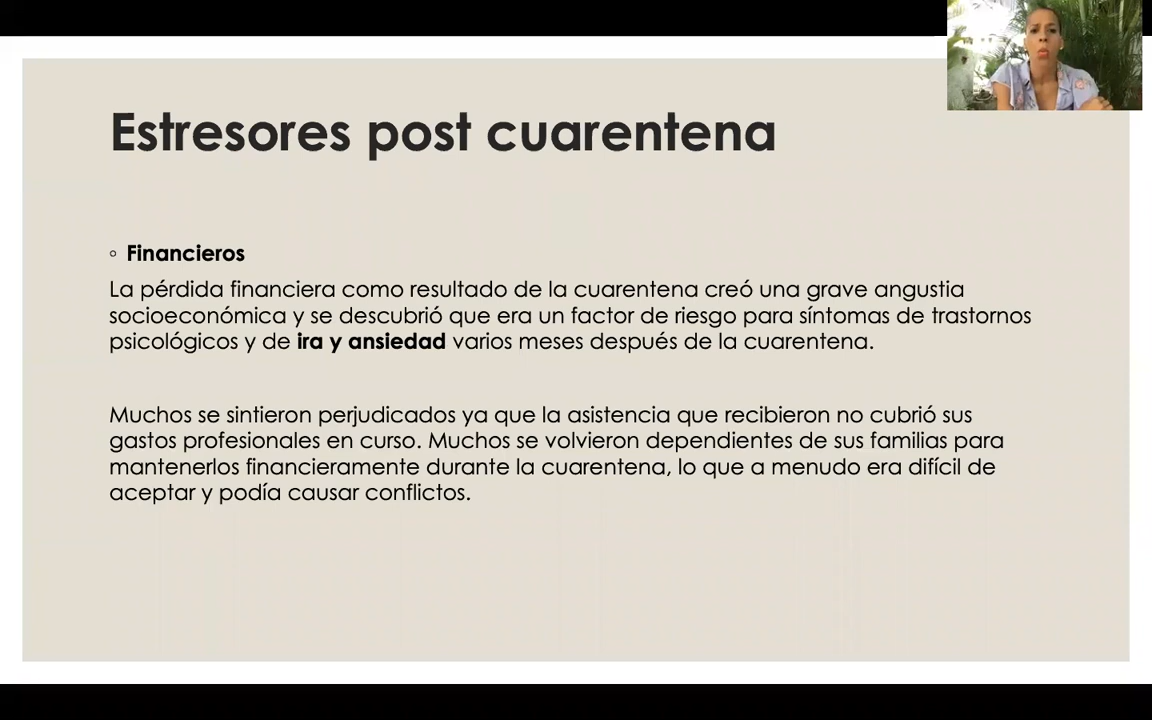 Estresores post cuarentena
◦ Financieros
La pérdida financiera como resultado de la cuarentena creó una grave angustia
socioeconómica y se descubrió que era un factor de riesgo para síntomas de trastornos
psicológicos y de ira y ansiedad varios meses después de la cuarentena.
Muchos se sintieron perjudicados ya que la asistencia que recibieron no cubrió sus
gastos profesionales en curso. Muchos se volvieron dependientes de sus familias para
mantenerlos financieramente durante la cuarentena, lo que a menudo era difícil de
aceptar y podía causar conflictos.